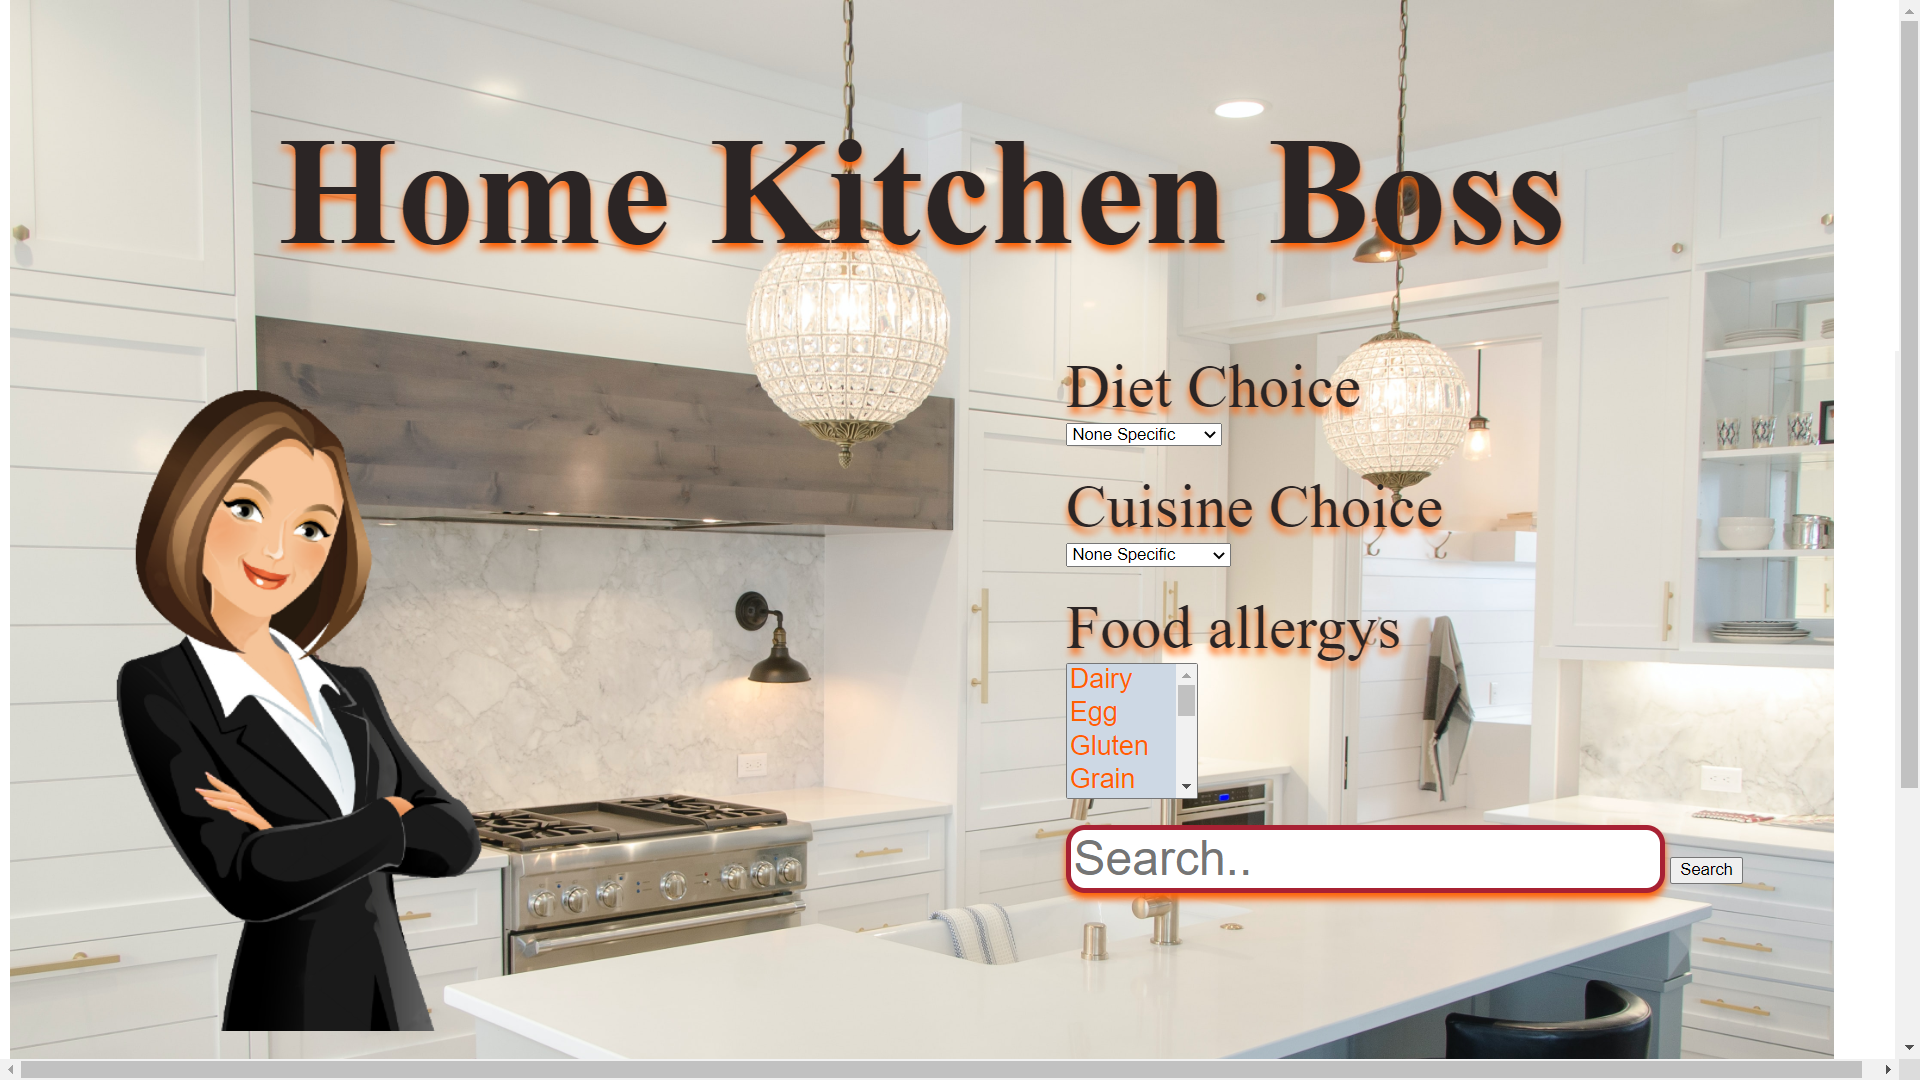 Home Kitchen Boss
Diet Choice
None Specific
Cuisine Choice
None Specific
Food allergys
Dairy
Egg
Gluten
Grain
Search.. Search